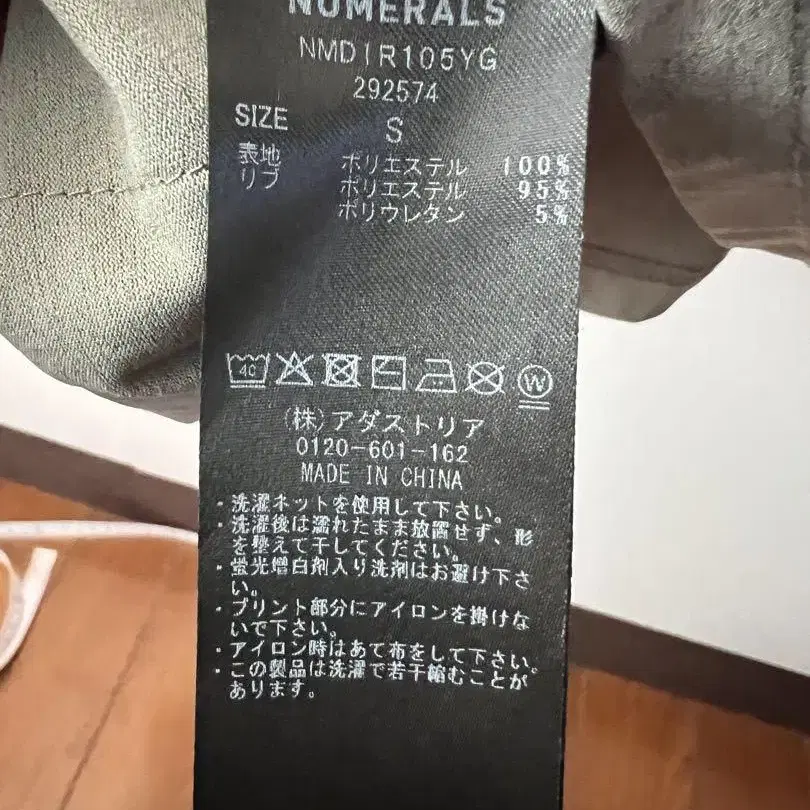 NUMERALS
NMDIR105YG
292574
SIZE S
表地 ポリエステル 100%
リブ ポリエステル 95%
ポリウレタン 5%
40 W
(株)アダストリア
0120-601-162
MADE IN CHINA
・洗濯ネットを使用して下さい。
・洗濯後は濡れたまま放置せず、形
を整えて干してください。
・蛍光増白剤入り洗剤はお避け下さ
い。
・プリント部分にアイロンを掛けな
いで下さい。
・アイロン時はあて布をして下さい。
・この製品は洗濯で若干縮むことが
あります。